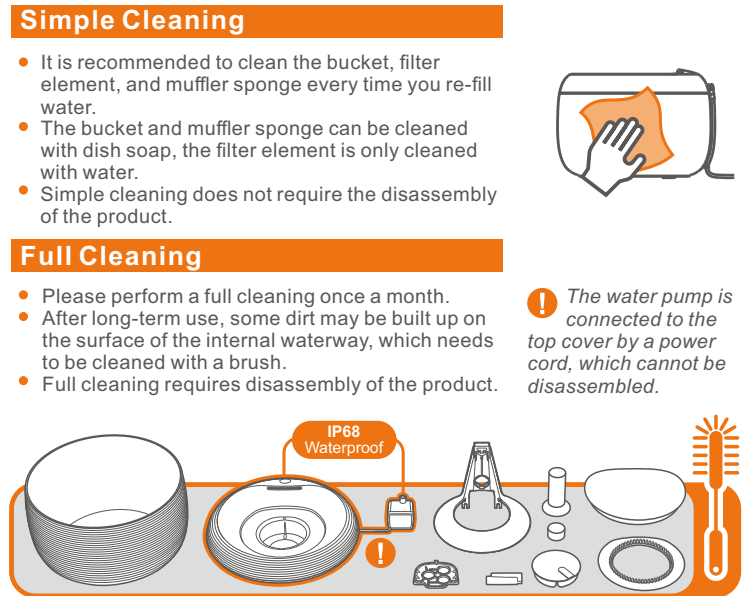 Simple Cleaning
It is recommended to clean the bucket, filter
element, and muffler sponge every time you re-fill
water.
The bucket and muffler sponge can be cleaned
with dish soap, the filter element is only cleaned
with water.
Simple cleaning does not require the disassembly
of the product.
Full Cleaning
Please perform a full cleaning once a month.
After long-term use, some dirt may be built up on
the surface of the internal waterway, which needs
to be cleaned with a brush.
Full cleaning requires disassembly of the product.
! The water pump is
connected to the
top cover by a power
cord, which cannot be
disassembled.
IP68
Waterproof
!